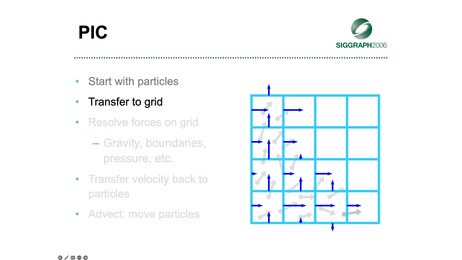 PIC
SIGGRAPH2006
• Start with particles
• Transfer to grid
• Resolve forces on grid
– Gravity, boundaries,
pressure, etc.
• Transfer velocity back to
particles
• Advect: move particles